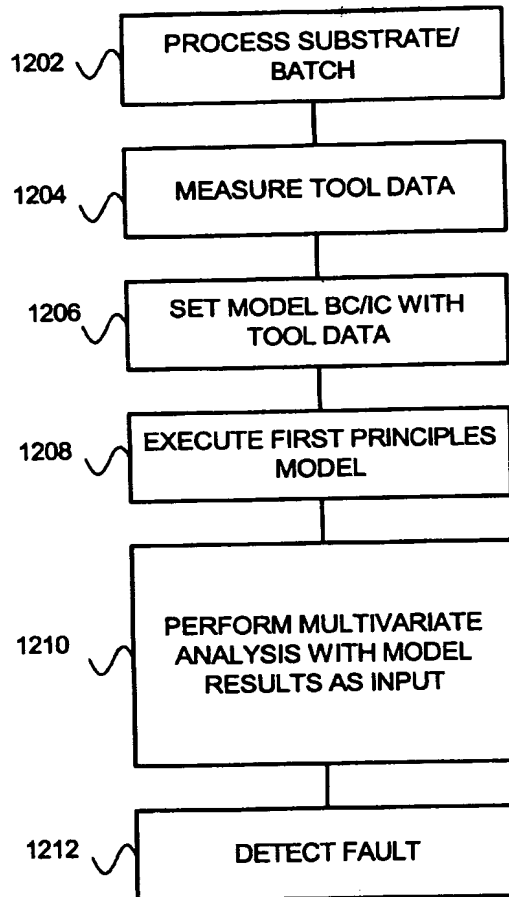 1202
PROCESS SUBSTRATE/
BATCH
1204
MEASURE TOOL DATA
1206
SET MODEL BC/IC WITH
TOOL DATA
1208
EXECUTE FIRST PRINCIPLES
MODEL
1210
PERFORM MULTIVARIATE
ANALYSIS WITH MODEL
RESULTS AS INPUT
1212
DETECT FAULT